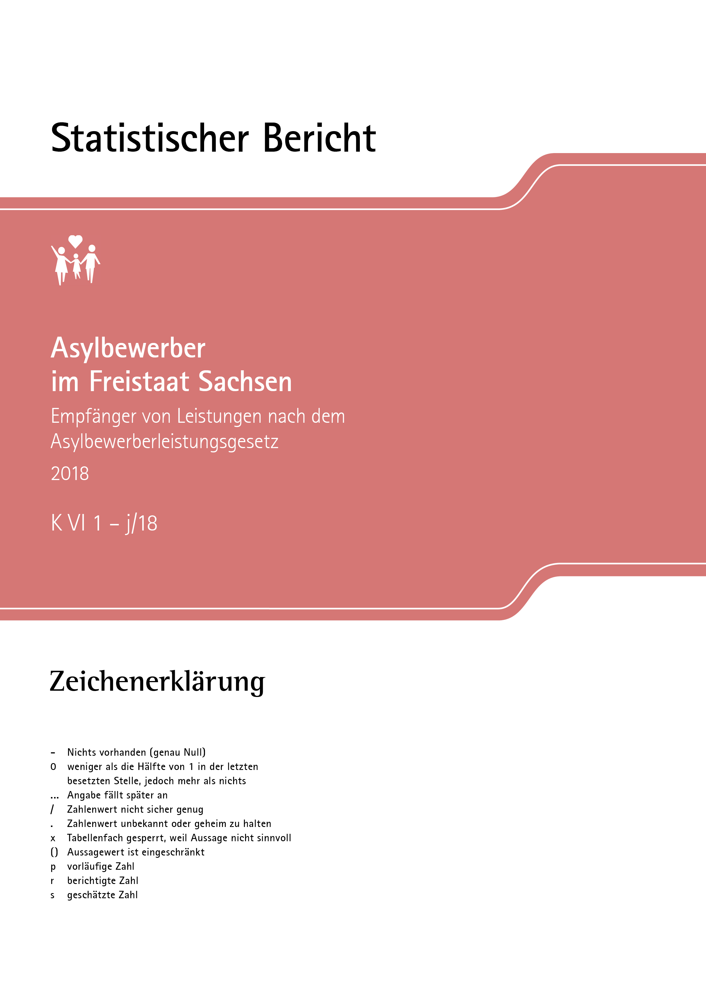 Statistischer Bericht
Asylbewerber
im Freistaat Sachsen
Empfänger von Leistungen nach dem
Asylbewerberleistungsgesetz
2018
K VI 1 – j/18
Zeichenerklärung
– Nichts vorhanden (genau Null)
0 weniger als die Hälfte von 1 in der letzten
besetzten Stelle, jedoch mehr als nichts
... Angabe fällt später an
/ Zahlenwert nicht sicher genug
. Zahlenwert unbekannt oder geheim zu halten
x Tabellenfach gesperrt, weil Aussage nicht sinnvoll
() Aussagewert ist eingeschränkt
p vorläufige Zahl
r berichtigte Zahl
s geschätzte Zahl